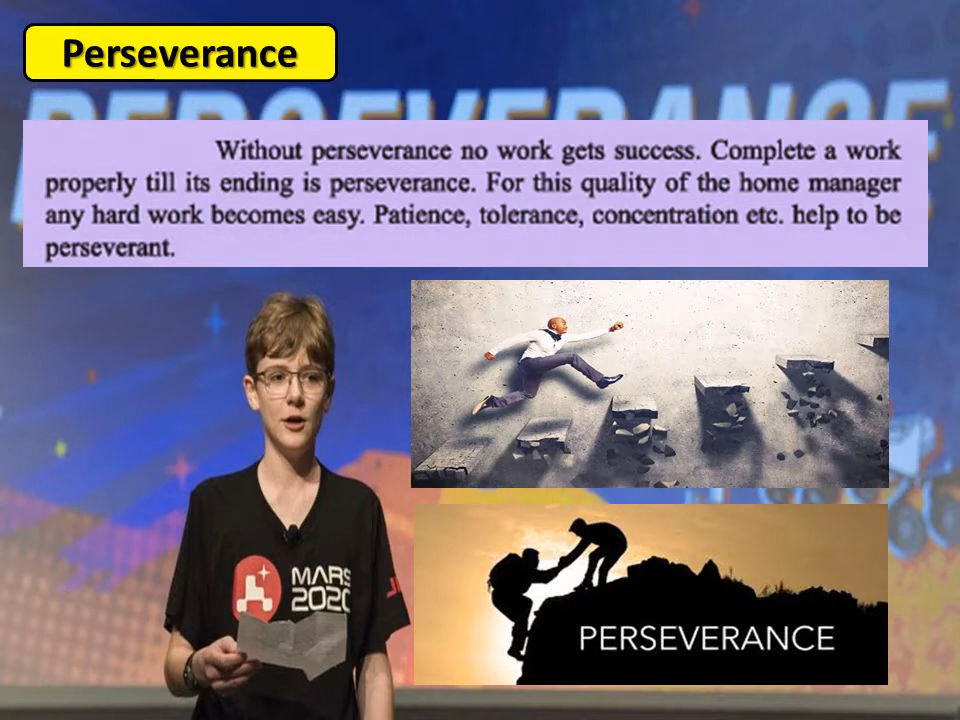 Perseverance
PERSEVERANCE
Without perseverance no work gets success. Complete a work
properly till its ending is perseverance. For this quality of the home manager
any hard work becomes easy. Patience, tolerance, concentration etc. help to be
perseverant.
MARS
2020
PERSEVERANCE